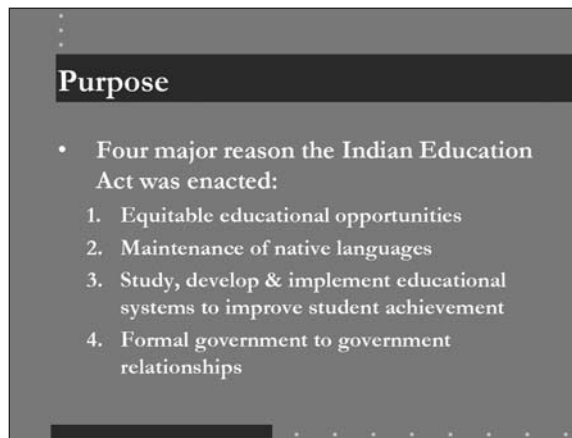 Purpose
• Four major reason the Indian Education
Act was enacted:
1. Equitable educational opportunities
2. Maintenance of native languages
3. Study, develop & implement educational
systems to improve student achievement
4. Formal government to government
relationships